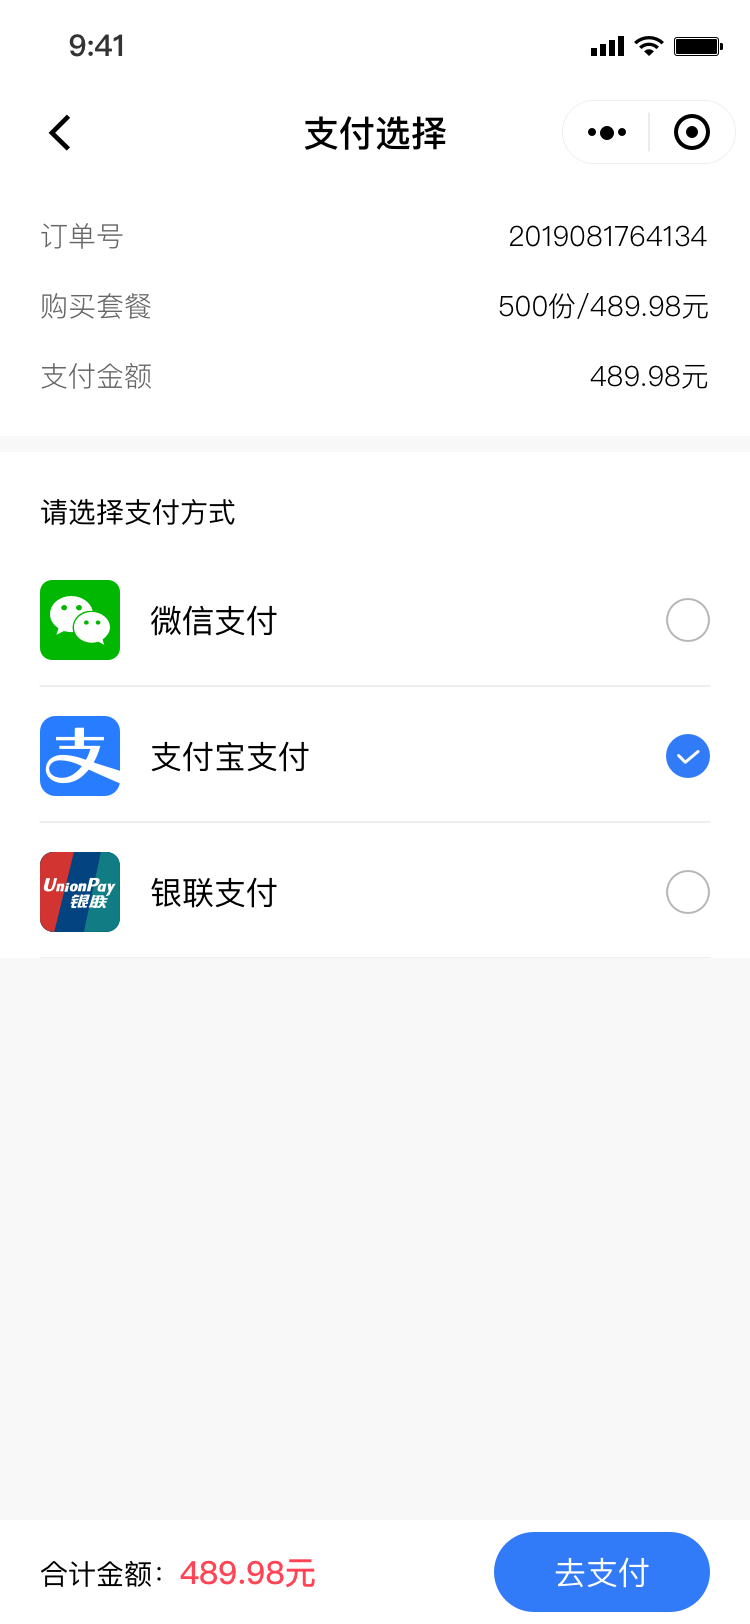 9:41
支付选择
订单号 2019081764134
购买套餐 500份/489.98元
支付金额 489.98元
请选择支付方式
微信支付
支
支付宝支付
UnionPay
银联
银联支付
合计金额：489.98元
去支付